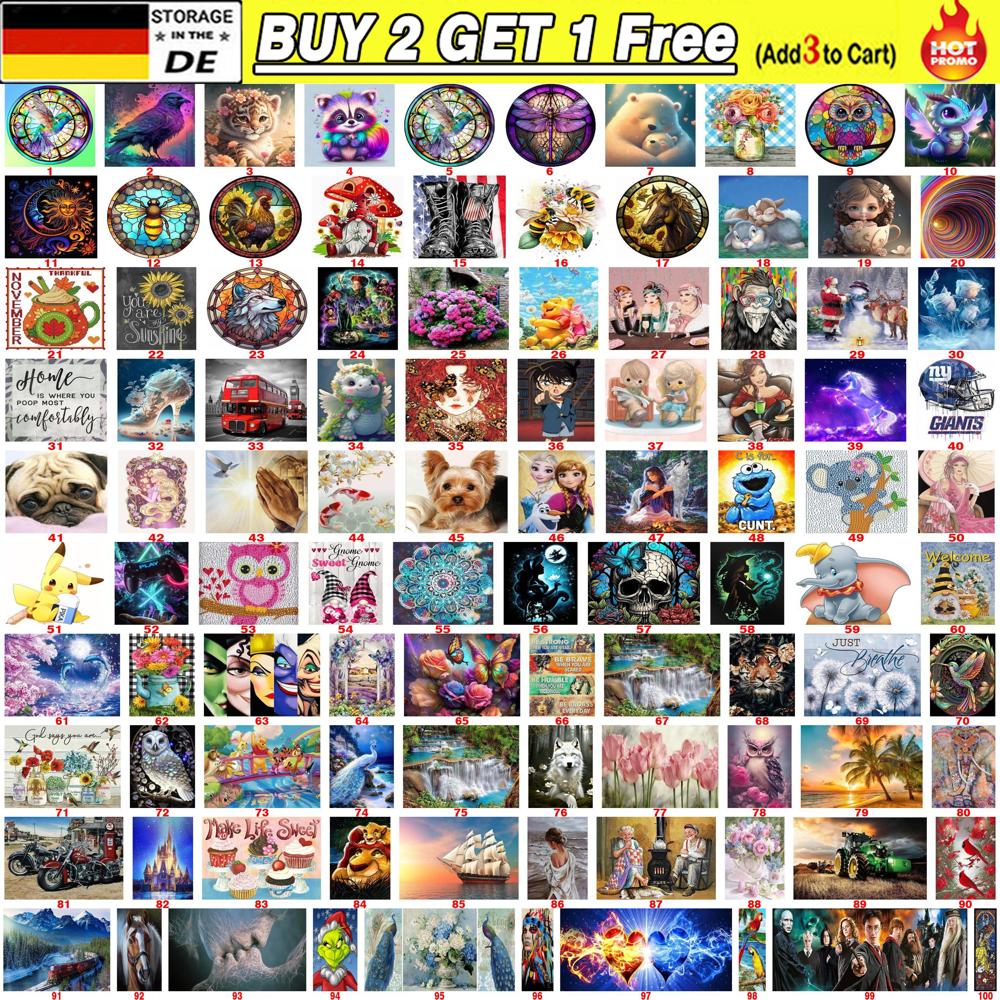 STORAGE
IN THE
DE
BUY 2 GET 1 Free
(Add 3 to Cart)
HOT
PROMO
1 2 3 4 5 6 7 8 9 10
11 12 13 14 15 16 17 18 19 20
THANKFUL
NOVEMBER
You are
my
Sunshine
21 22 23 24 25 26 27 28 29 30
Home
IS WHERE YOU
POOP MOST
comfortably
ny
GIANTS
31 32 33 34 35 36 37 38 39 40
C is for...
CUNT.
41 42 43 44 45 46 47 48 49 50
PLAY
Gnome
Sweet Gnome
Welcome
51 52 53 54 55 56 57 58 59 60
BE STRONG
BE BRAVE
BE HUMBLE
BE BADASS
EVERYDAY
JUST
Breathe
61 62 63 64 65 66 67 68 69 70
God says you are...
71 72 73 74 75 76 77 78 79 80
Make Life Sweet
81 82 83 84 85 86 87 88 89 90
91 92 93 94 95 96 97 98 99 100